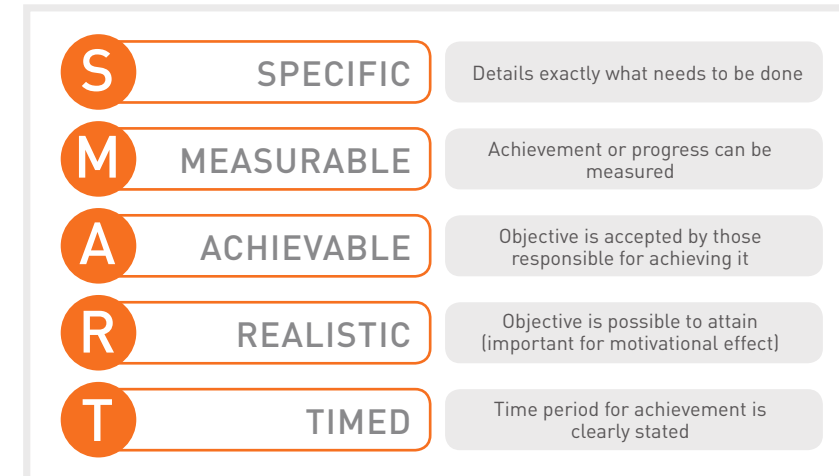 S
SPECIFIC
Details exactly what needs to be done
M
MEASURABLE
Achievement or progress can be
measured
A
ACHIEVABLE
Objective is accepted by those
responsible for achieving it
R
REALISTIC
Objective is possible to attain
(important for motivational effect)
T
TIMED
Time period for achievement is
clearly stated